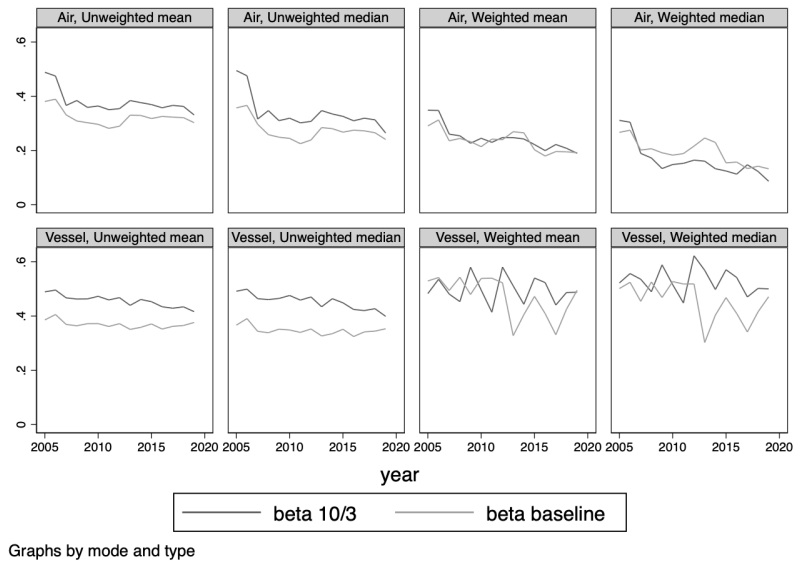 Air, Unweighted mean
Air, Unweighted median
Air, Weighted mean
Air, Weighted median
.6
.4
.2
0
Vessel, Unweighted mean
Vessel, Unweighted median
Vessel, Weighted mean
Vessel, Weighted median
.6
.4
.2
0
2005 2010 2015 2020 2005 2010 2015 2020 2005 2010 2015 2020 2005 2010 2015 2020
year
beta 10/3 beta baseline
Graphs by mode and type